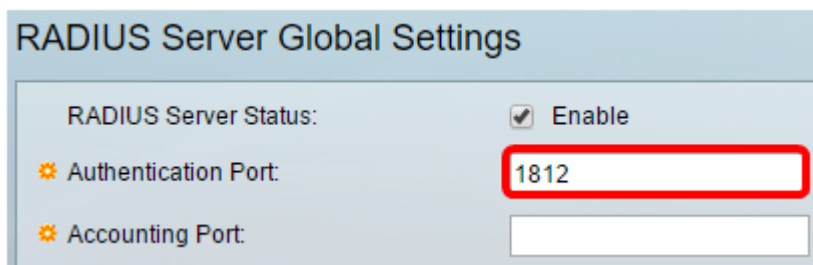 RADIUS Server Global Settings
RADIUS Server Status: Enable
Authentication Port: 1812
Accounting Port: